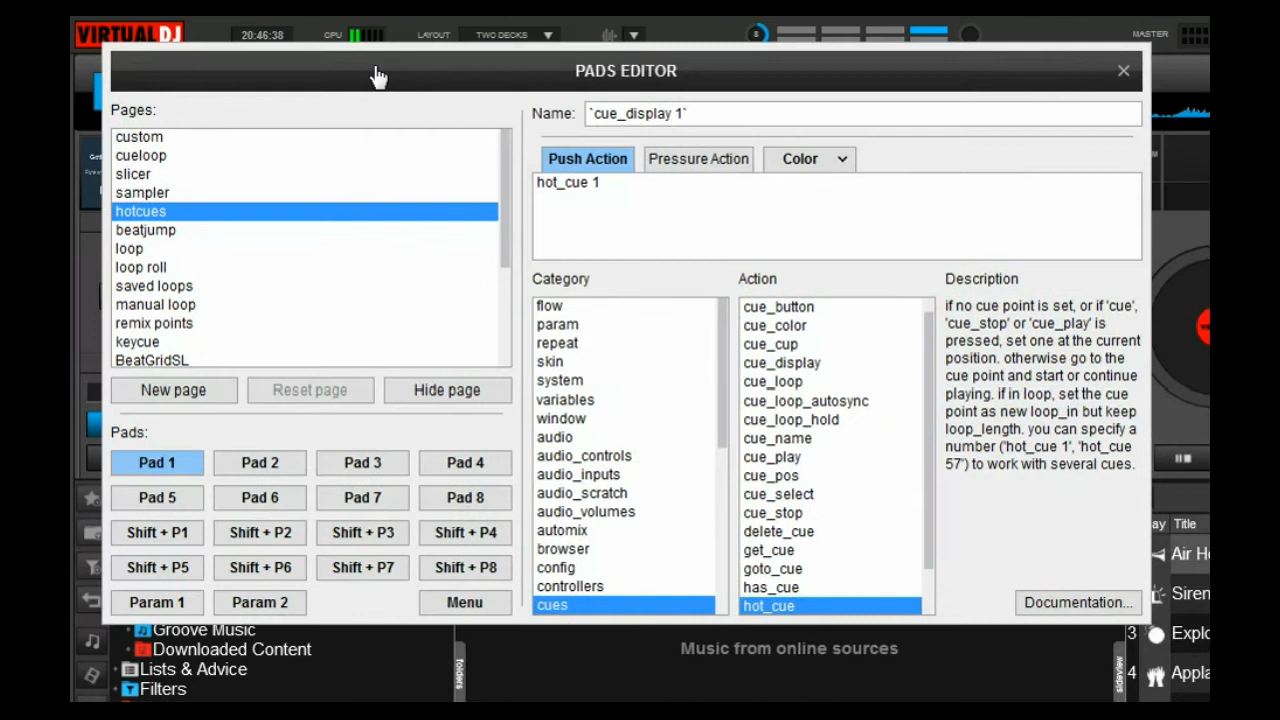 VIRTUAL DJ
20:46:38
CPU
LAYOUT
TWO DECKS
8
MASTER
PADS EDITOR
Pages:
custom
cueloop
slicer
sampler
hotcues
beatjump
loop
loop roll
saved loops
manual loop
remix points
keycue
BeatGridSL
New page
Reset page
Hide page
Pads:
Pad 1
Pad 2
Pad 3
Pad 4
Pad 5
Pad 6
Pad 7
Pad 8
Shift + P1
Shift + P2
Shift + P3
Shift + P4
Shift + P5
Shift + P6
Shift + P7
Shift + P8
Param 1
Param 2
Menu
Name:
`cue_display 1`
Push Action
Pressure Action
Color
hot_cue 1
Category
flow
param
repeat
skin
system
variables
window
audio
audio_controls
audio_inputs
audio_scratch
audio_volumes
automix
browser
config
controllers
cues
Action
cue_button
cue_color
cue_cup
cue_display
cue_loop
cue_loop_autosync
cue_loop_hold
cue_name
cue_play
cue_pos
cue_select
cue_stop
delete_cue
get_cue
goto_cue
has_cue
hot_cue
Description
if no cue point is set, or if 'cue',
'cue_stop' or 'cue_play' is
pressed, set one at the current
position. otherwise go to the
cue point and start or continue
playing. if in loop, set the cue
point as new loop_in but keep
loop_length. you can specify a
number ('hot_cue 1', 'hot_cue
57') to work with several cues.
Documentation...
Groove Music
Downloaded Content
Lists & Advice
Filters
folders
Music from online sources
sideview
ay
Title
Air Ho
Siren
3
Explo
4
Appla